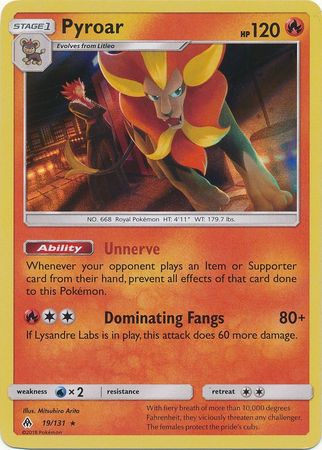 STAGE 1 Pyroar HP 120
Evolves from Litleo
NO. 668 Royal Pokémon HT: 4'11" WT: 179.7 lbs.
Ability Unnerve
Whenever your opponent plays an Item or Supporter
card from their hand, prevent all effects of that card done
to this Pokémon.
Dominating Fangs 80+
If Lysandre Labs is in play, this attack does 60 more damage.
weakness ×2 resistance retreat
Illus. Mitsuhiro Arita
19/131 ★
©2018 Pokémon
With fiery breath of more than 10,000 degrees
Fahrenheit, they viciously threaten any challenger.
The females protect the pride's cubs.